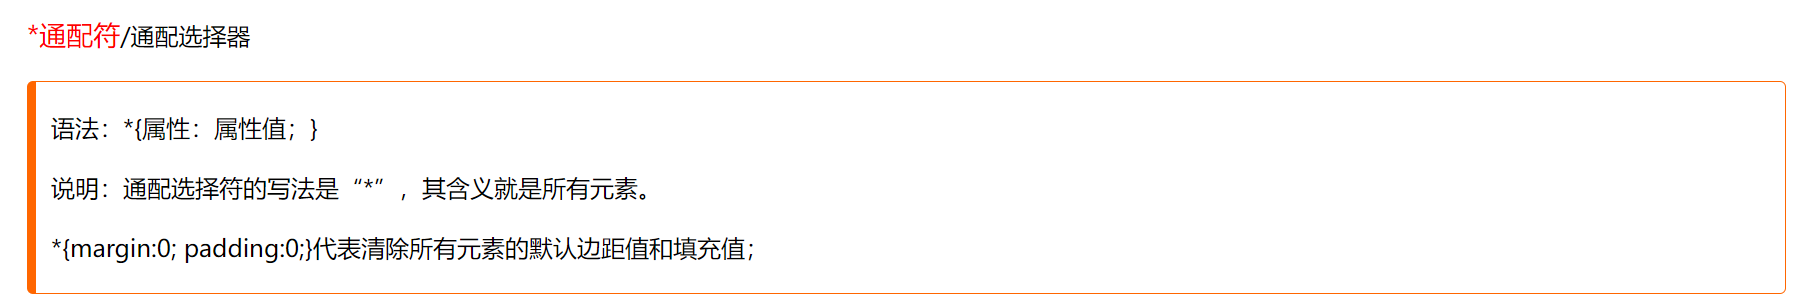 *通配符/通配选择器
语法：*{属性：属性值；}
说明：通配选择符的写法是“*”，其含义就是所有元素。
*{margin:0; padding:0;}代表清除所有元素的默认边距值和填充值；